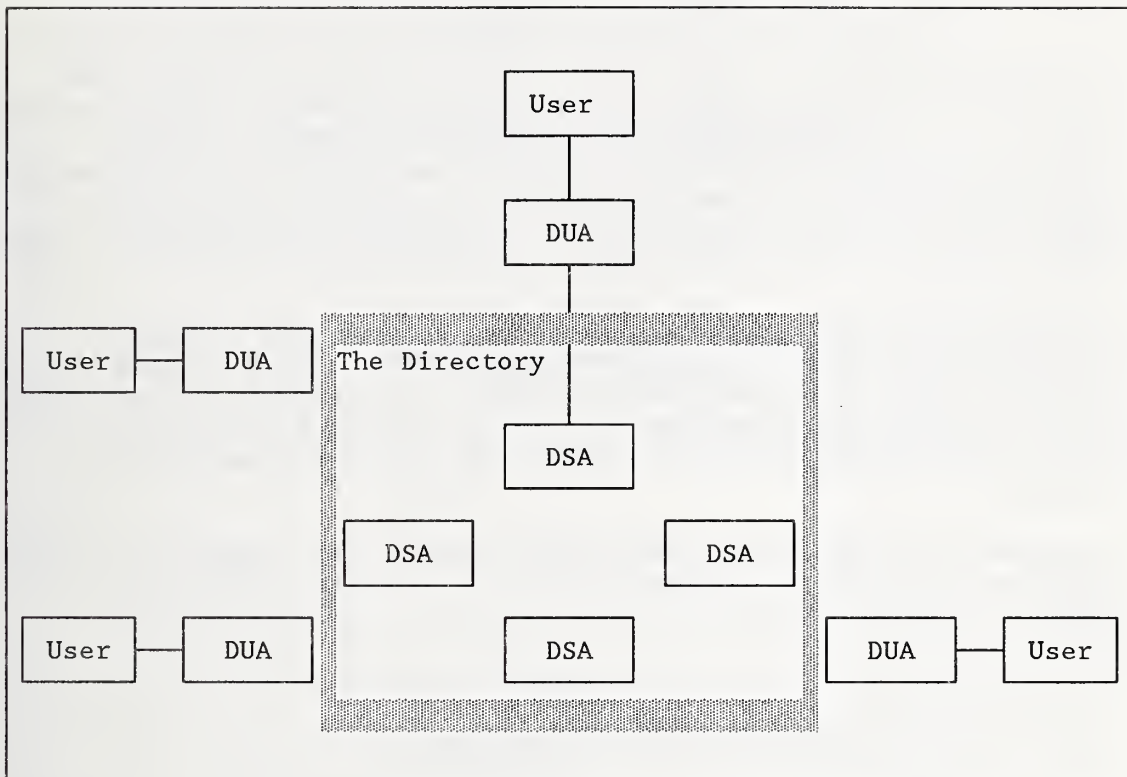 User
DUA
User DUA
The Directory
DSA
DSA DSA
User DUA DSA DUA User